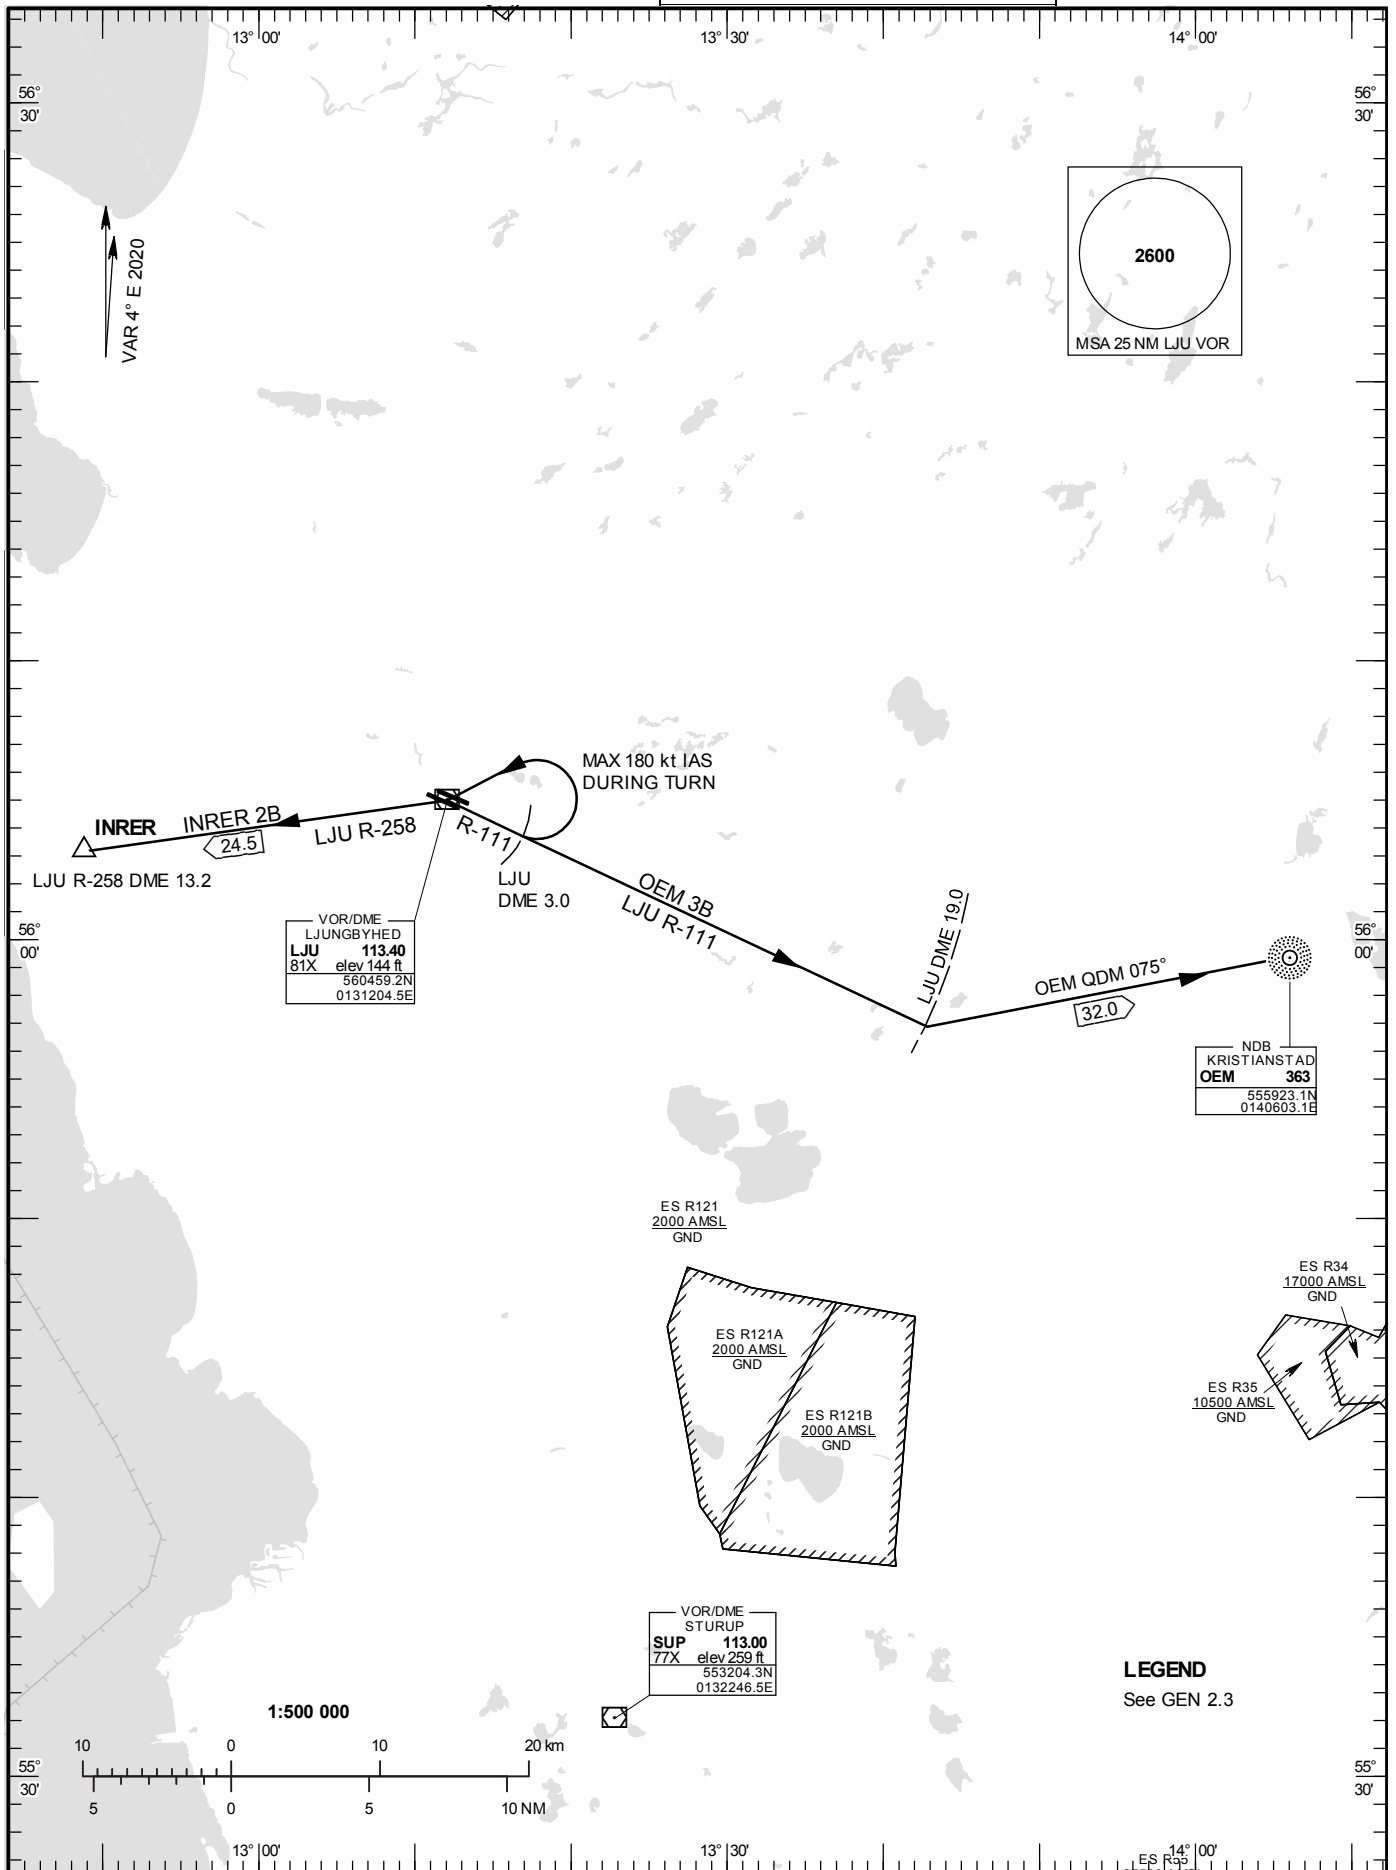 13° 00'
13° 30'
14° 00'
56°
30'
56°
30'
VAR 4° E 2020
2600
MSA 25 NM LJU VOR
MAX 180 kt IAS
DURING TURN
INRER
INRER 2B
24.5
LJU R-258
LJU R-258 DME 13.2
R-111
LJU
DME 3.0
OEM 3B
LJU R-111
LJU DME 19.0
OEM QDM 075°
32.0
VOR/DME
LJUNGBYHED
LJU 113.40
81X elev 144 ft
560459.2N
0131204.5E
56°
00'
56°
00'
NDB
KRISTIANSTAD
OEM 363
555923.1N
0140603.1E
ES R121
2000 AMSL
GND
ES R34
17000 AMSL
GND
ES R121A
2000 AMSL
GND
ES R35
10500 AMSL
GND
ES R121B
2000 AMSL
GND
VOR/DME
STURUP
SUP 113.00
77X elev 259 ft
553204.3N
0132246.5E
LEGEND
See GEN 2.3
1:500 000
10 0 10 20 km
5 0 5 10 NM
55°
30'
55°
30'
13° 00'
13° 30'
14° 00'
ES R35